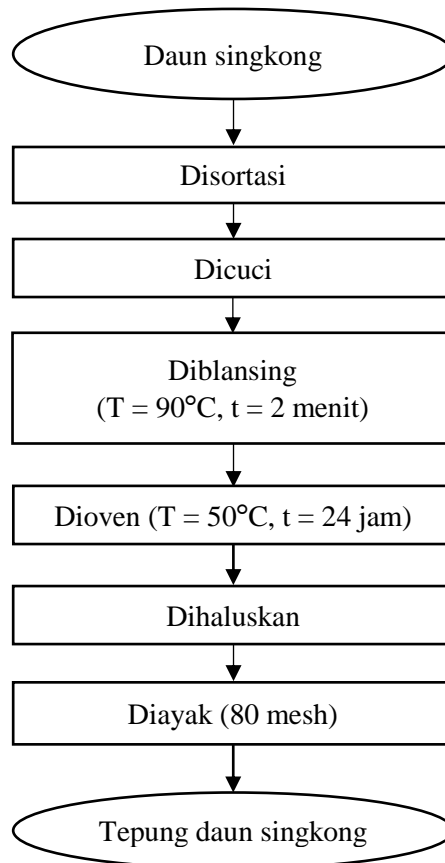 Daun singkong
Disortasi
Dicuci
Diblansing
(T = 90°C, t = 2 menit)
Dioven (T = 50°C, t = 24 jam)
Dihaluskan
Diayak (80 mesh)
Tepung daun singkong